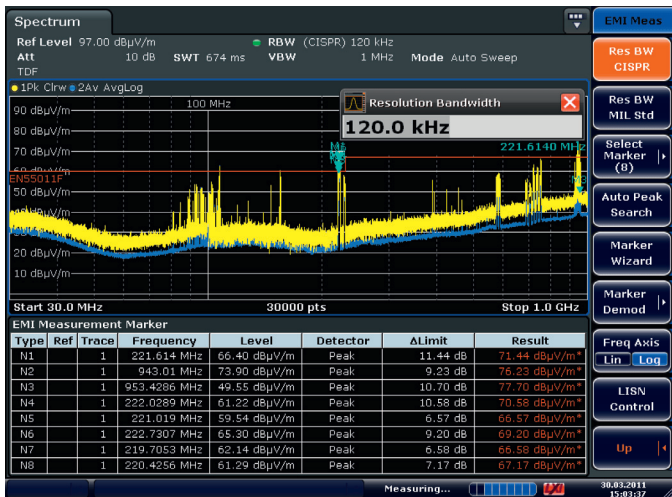 Spectrum
Ref Level 97.00 dBµV/m RBW (CISPR) 120 kHz
Att 10 dB SWT 674 ms VBW 1 MHz Mode Auto Sweep
TDF
1Pk Clrw 2Av AvgLog
100 MHz
90 dBµV/m
80 dBµV/m
70 dBµV/m
EN55011F
50 dBµV/m
20 dBµV/m
10 dBµV/m
Resolution Bandwidth
120.0 kHz
221.6140 MHz
Start 30.0 MHz 30000 pts Stop 1.0 GHz
EMI Measurement Marker
Type Ref Trace Frequency Level Detector ΔLimit Result
N1 1 221.614 MHz 66.40 dBµV/m Peak 11.44 dB 71.44 dBµV/m*
N2 1 943.01 MHz 73.90 dBµV/m Peak 9.23 dB 76.23 dBµV/m*
N3 1 953.4286 MHz 49.55 dBµV/m Peak 10.70 dB 77.70 dBµV/m*
N4 1 222.0289 MHz 61.22 dBµV/m Peak 10.58 dB 70.58 dBµV/m*
N5 1 221.019 MHz 59.54 dBµV/m Peak 6.57 dB 66.57 dBµV/m*
N6 1 222.7307 MHz 65.30 dBµV/m Peak 9.20 dB 69.20 dBµV/m*
N7 1 219.7053 MHz 62.14 dBµV/m Peak 6.58 dB 66.58 dBµV/m*
N8 1 220.4256 MHz 61.29 dBµV/m Peak 7.17 dB 67.17 dBµV/m*
Measuring...
30.03.2011
15:03:37
EMI Meas
Res BW
CISPR
Res BW
MIL Std
Select
Marker
(8)
Auto Peak
Search
Marker
Wizard
Marker
Demod
Freq Axis
Lin Log
LISN
Control
Up